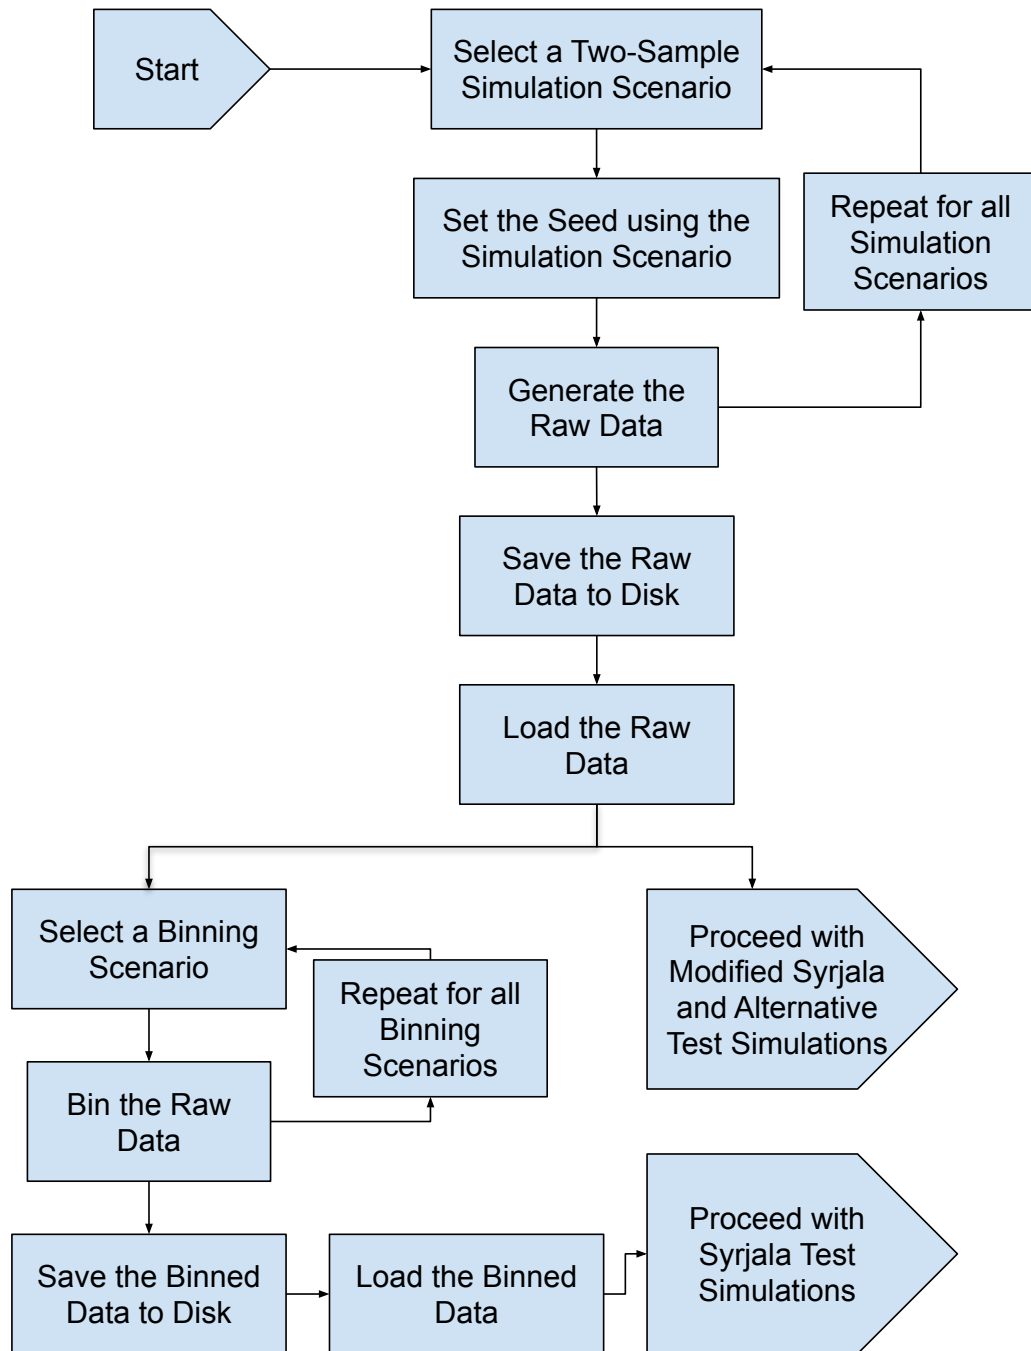 Start
Select a Two-Sample
Simulation Scenario
Set the Seed using the
Simulation Scenario
Repeat for all
Simulation
Scenarios
Generate the
Raw Data
Save the Raw
Data to Disk
Load the Raw
Data
Select a Binning
Scenario
Repeat for all
Binning
Scenarios
Bin the Raw
Data
Proceed with
Modified Syrjala
and Alternative
Test Simulations
Save the Binned
Data to Disk
Load the Binned
Data
Proceed with
Syrjala Test
Simulations